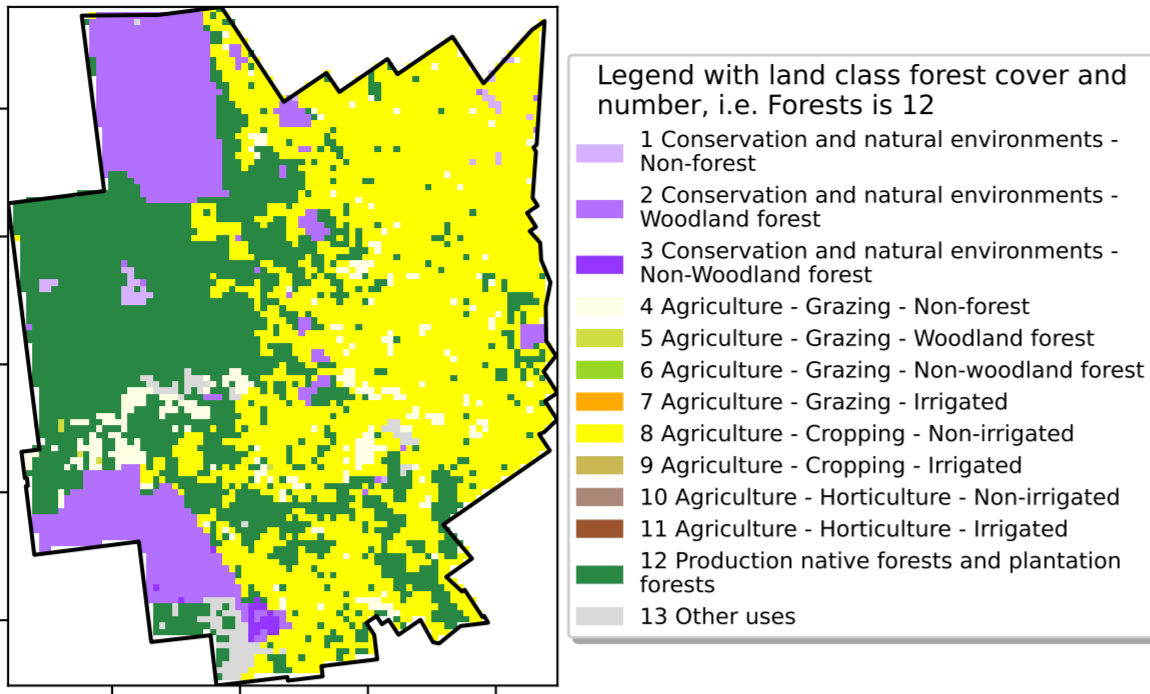 Legend with land class forest cover and
number, i.e. Forests is 12
1 Conservation and natural environments -
Non-forest
2 Conservation and natural environments -
Woodland forest
3 Conservation and natural environments -
Non-Woodland forest
4 Agriculture - Grazing - Non-forest
5 Agriculture - Grazing - Woodland forest
6 Agriculture - Grazing - Non-woodland forest
7 Agriculture - Grazing - Irrigated
8 Agriculture - Cropping - Non-irrigated
9 Agriculture - Cropping - Irrigated
10 Agriculture - Horticulture - Non-irrigated
11 Agriculture - Horticulture - Irrigated
12 Production native forests and plantation
forests
13 Other uses